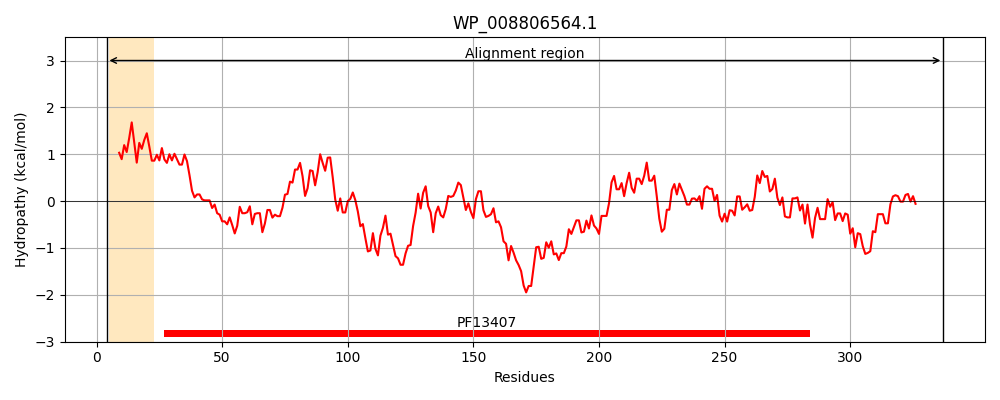 WP_008806564.1
Alignment region
Hydropathy (kcal/mol)
3
2
1
0
−1
−2
−3
PF13407
0 50 100 150 200 250 300
Residues